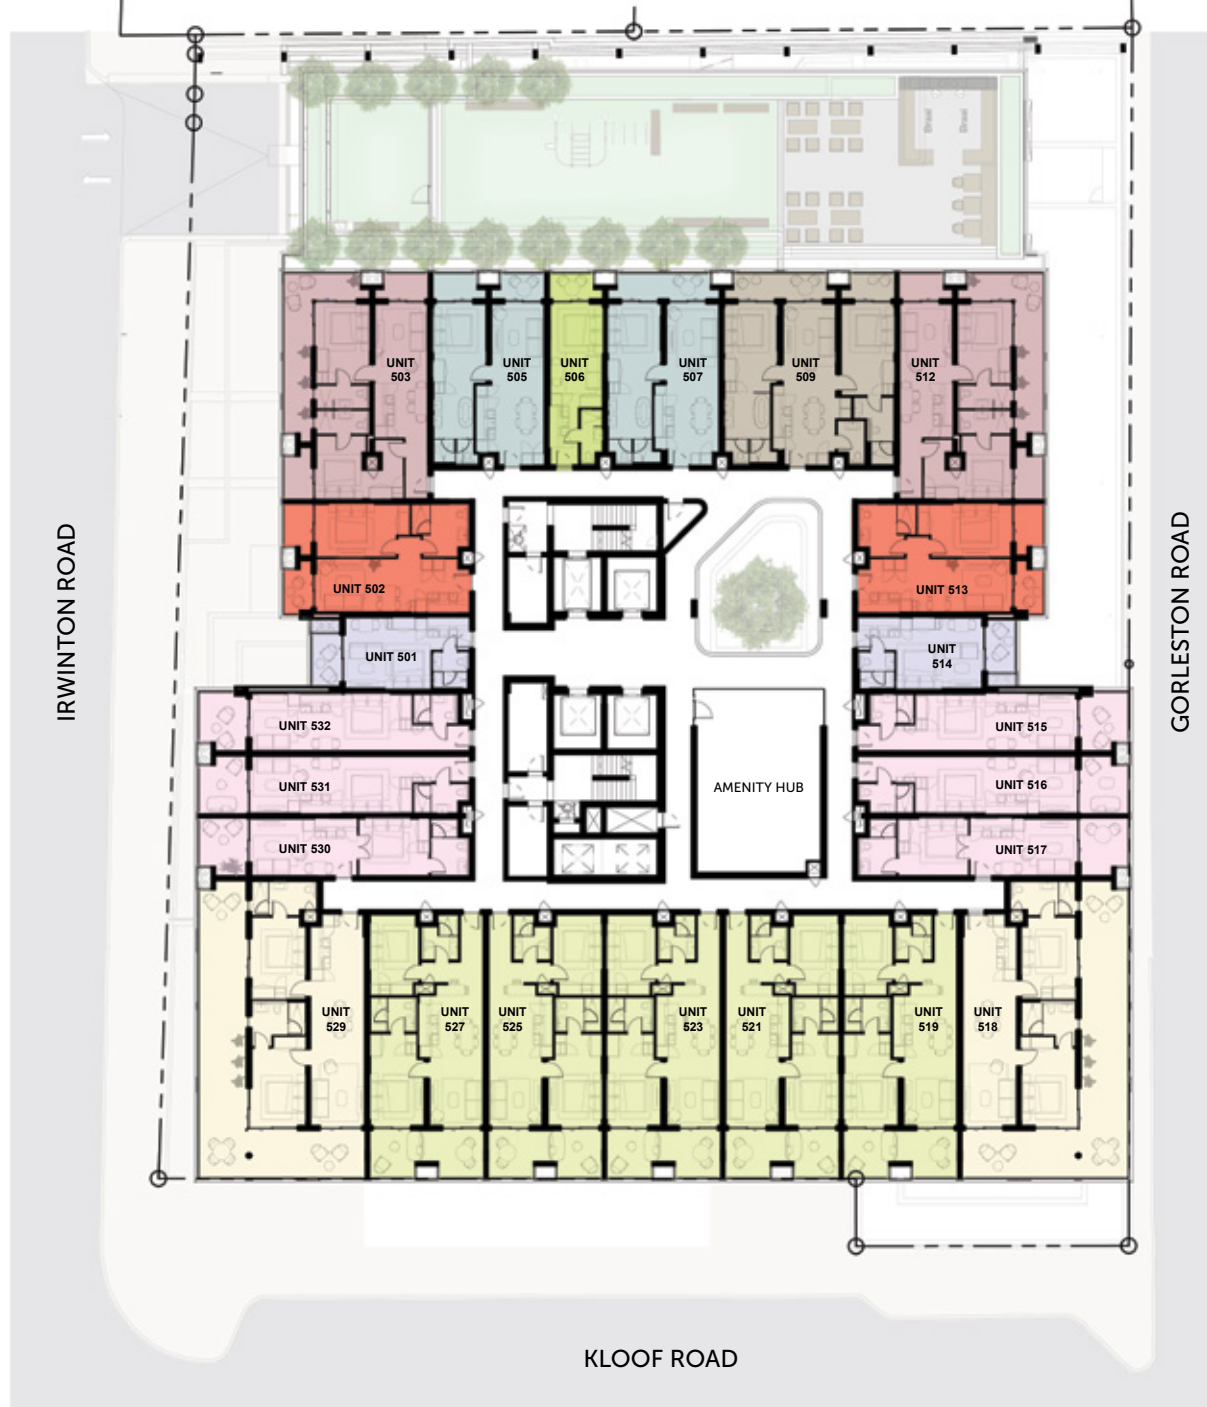 Braai
Braai
UNIT
503
UNIT
505
UNIT
506
UNIT
507
UNIT
509
UNIT
512
UNIT 502
UNIT 513
UNIT 501
UNIT
514
IRWINTON ROAD
GORLESTON ROAD
UNIT 532
UNIT 515
UNIT 531
AMENITY HUB
UNIT 516
UNIT 530
UNIT 517
UNIT
529
UNIT
527
UNIT
525
UNIT
523
UNIT
521
UNIT
519
UNIT
518
KLOOF ROAD